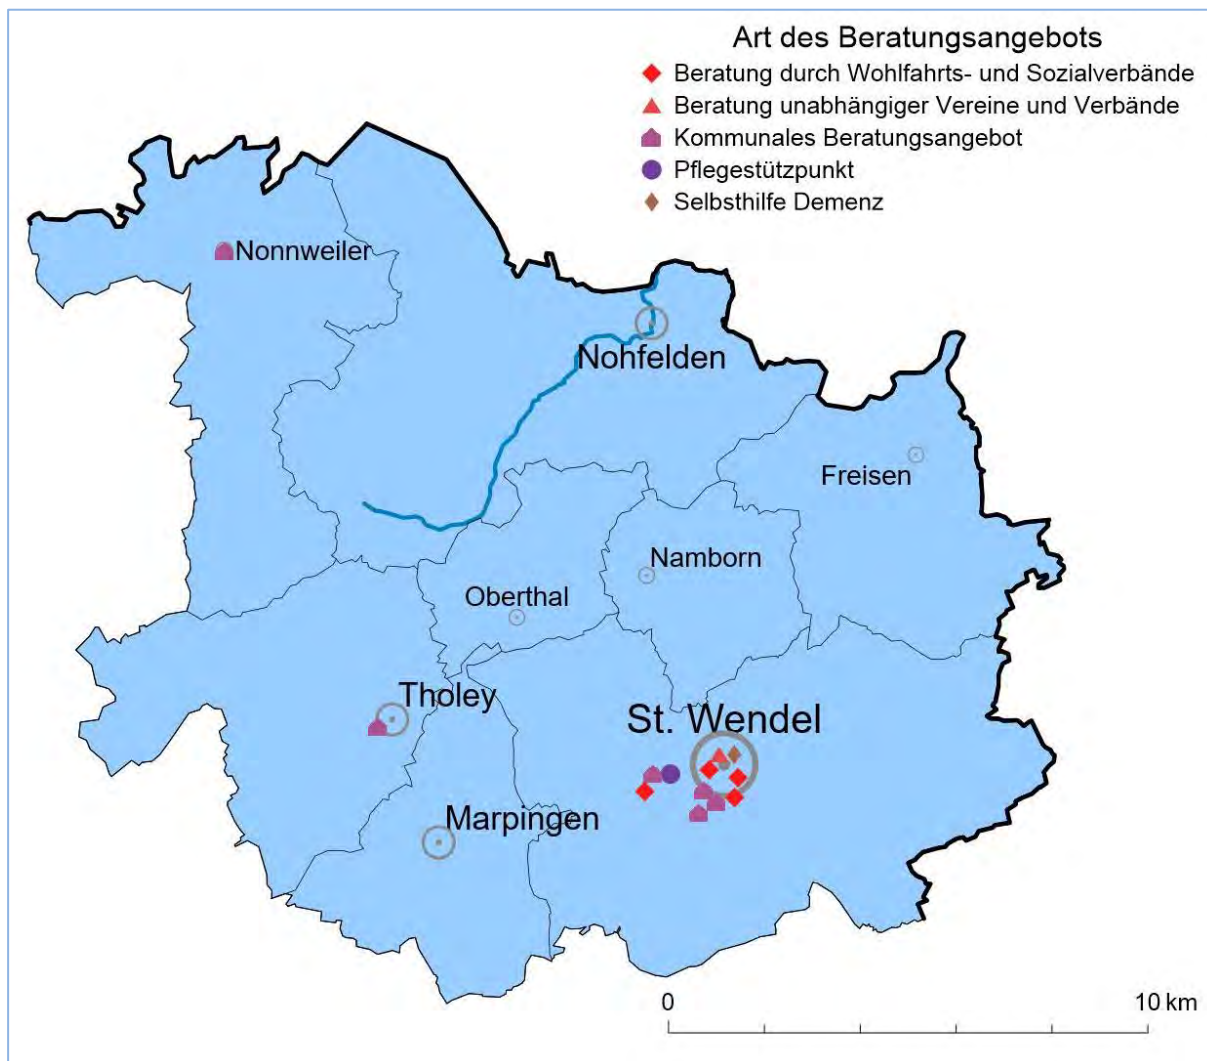 Art des Beratungsangebots
Beratung durch Wohlfahrts- und Sozialverbände
Beratung unabhängiger Vereine und Verbände
Kommunales Beratungsangebot
Pflegestützpunkt
Selbsthilfe Demenz
Nonnweiler
Nohfelden
Freisen
Namborn
Oberthal
Tholey
St. Wendel
Marpingen
0 10 km